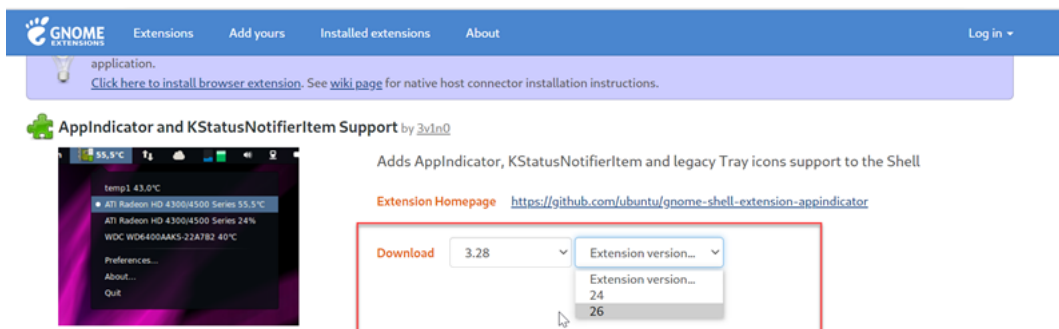 GNOME EXTENSIONS Extensions Add yours Installed extensions About Log in
application.
Click here to install browser extension. See wiki page for native host connector installation instructions.
AppIndicator and KStatusNotifierItem Support by 3v1n0
55,5°C
temp1 43.0°C
ATI Radeon HD 4300/4500 Series 55.5°C
ATI Radeon HD 4300/4500 Series 24%
WDC WD6400AAKS-22A7B2 40°C
Preferences...
About...
Quit
Adds AppIndicator, KStatusNotifierItem and legacy Tray icons support to the Shell
Extension Homepage https://github.com/ubuntu/gnome-shell-extension-appindicator
Download 3.28 Extension version...
Extension version...
24
26